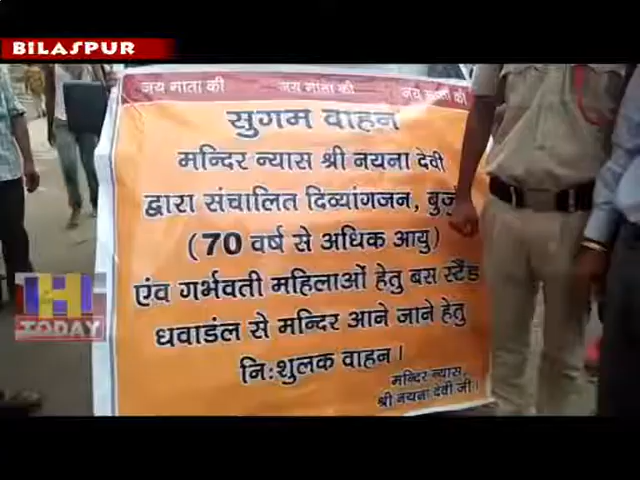 BILASPUR
जय माता की जय माता की जय माता की
सुगम वाहन
मन्दिर न्यास श्री नयना देवी
द्वारा संचालित दिव्यांगजन,
(70 वर्ष से अधिक आयु)
एंव गर्भवती महिलाओं हेतु बस स्टैंड
धवाडंल से मन्दिर आने जाने हेतु
निःशुलक वाहन।
मन्दिर न्यास,
श्री नयना देवी जी।
TODAY